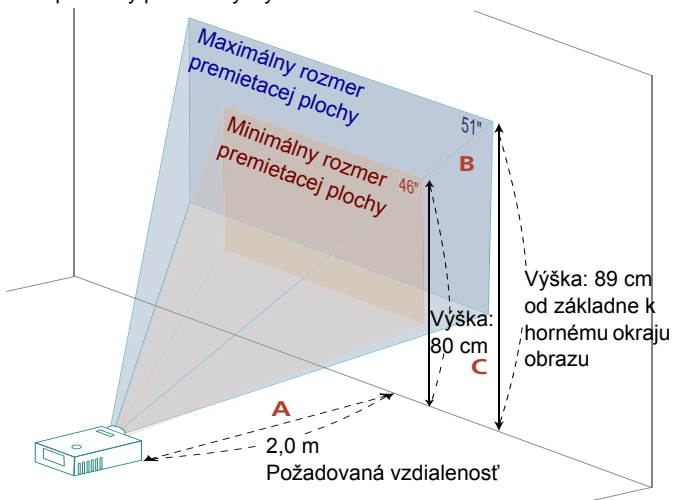 Maximálny rozmer
premietacej plochy
51"
Minimálny rozmer
premietacej plochy
46"
B
Výška: 89 cm
od základne k
hornému okraju
obrazu
Výška:
80 cm
C
A
2,0 m
Požadovaná vzdialenosť